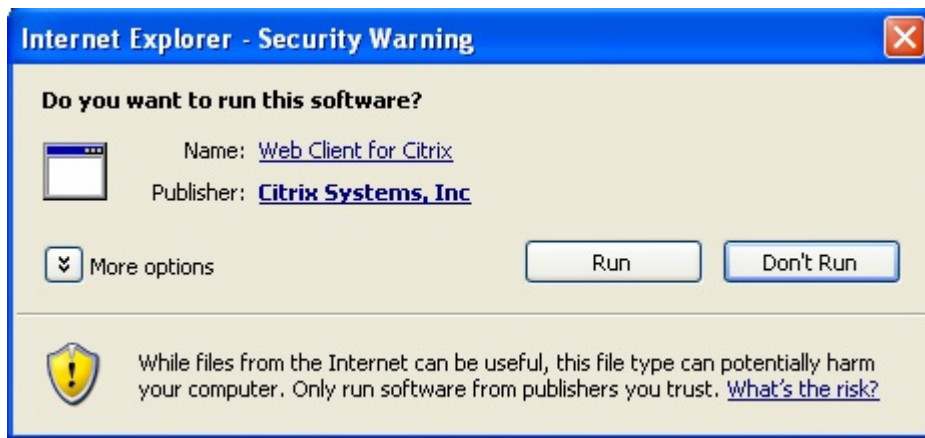 Internet Explorer - Security Warning
Do you want to run this software?
Name: Web Client for Citrix
Publisher: Citrix Systems, Inc
More options
Run
Don't Run
While files from the Internet can be useful, this file type can potentially harm
your computer. Only run software from publishers you trust. What's the risk?